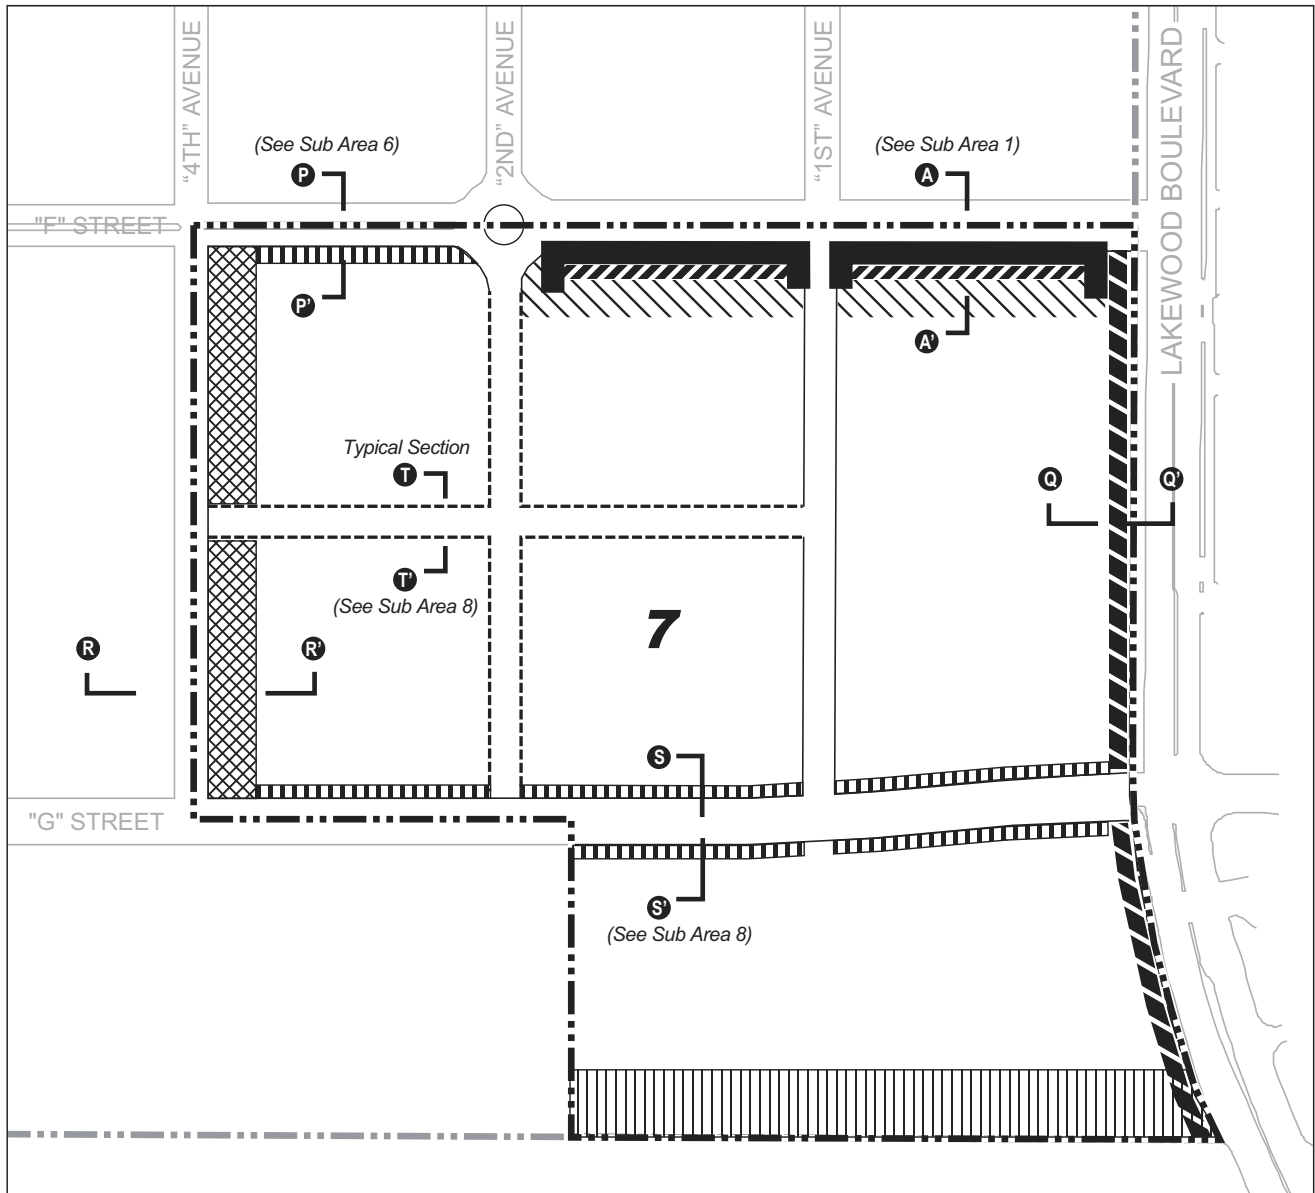 "4TH" AVENUE
"2ND" AVENUE
"1ST" AVENUE
LAKEWOOD BOULEVARD
(See Sub Area 6)
P
(See Sub Area 1)
A
"F" STREET
P'
A'
Typical Section
T
Q
Q'
T'
(See Sub Area 8)
7
R
R'
S
"G" STREET
S'
(See Sub Area 8)